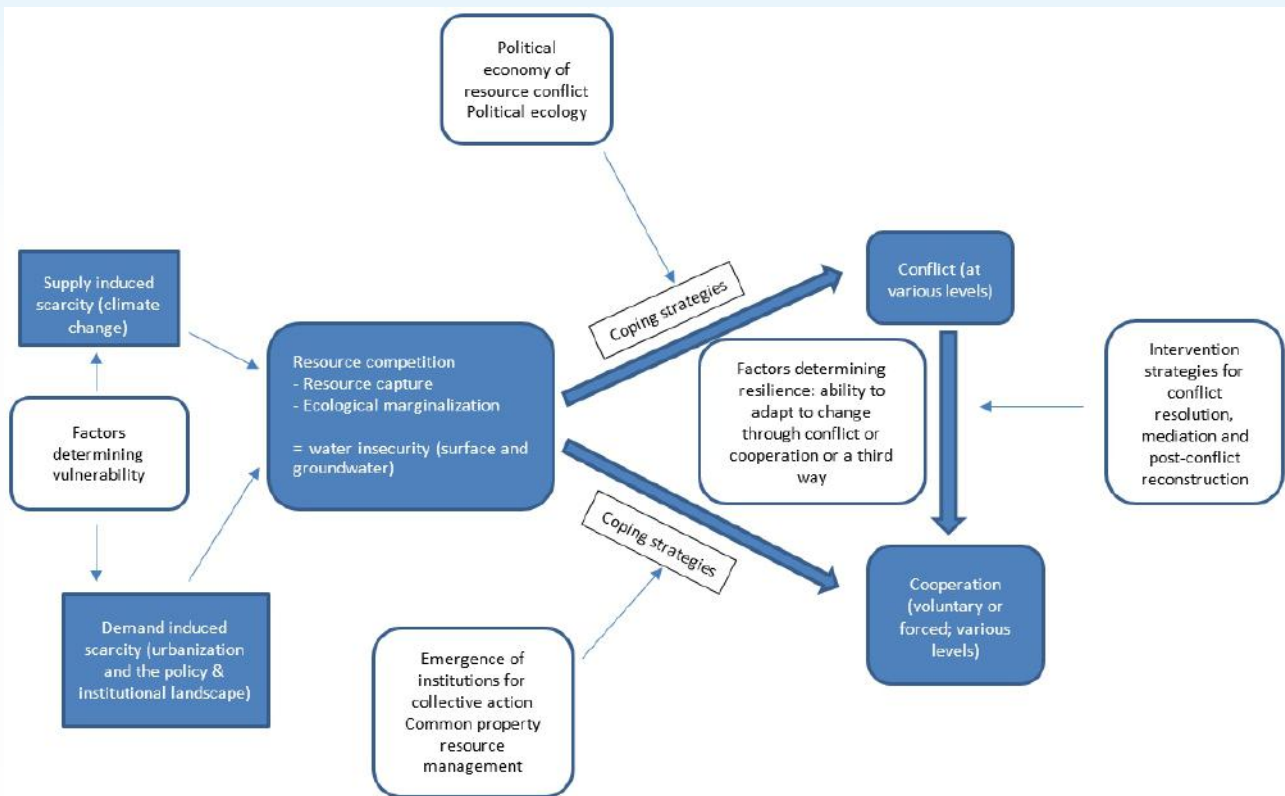 Political
economy of
resource conflict
Political ecology
Supply induced
scarcity (climate
change)
Factors
determining
vulnerability
Demand induced
scarcity (urbanization
and the policy &
institutional landscape)
Resource competition
- Resource capture
- Ecological marginalization
= water insecurity (surface and
groundwater)
Coping strategies
Coping strategies
Emergence of
institutions for
collective action
Common property
resource
management
Conflict (at
various levels)
Factors determining
resilience: ability to
adapt to change
through conflict or
cooperation or a third
way
Cooperation
(voluntary or
forced; various
levels)
Intervention
strategies for
conflict
resolution,
mediation and
post-conflict
reconstruction